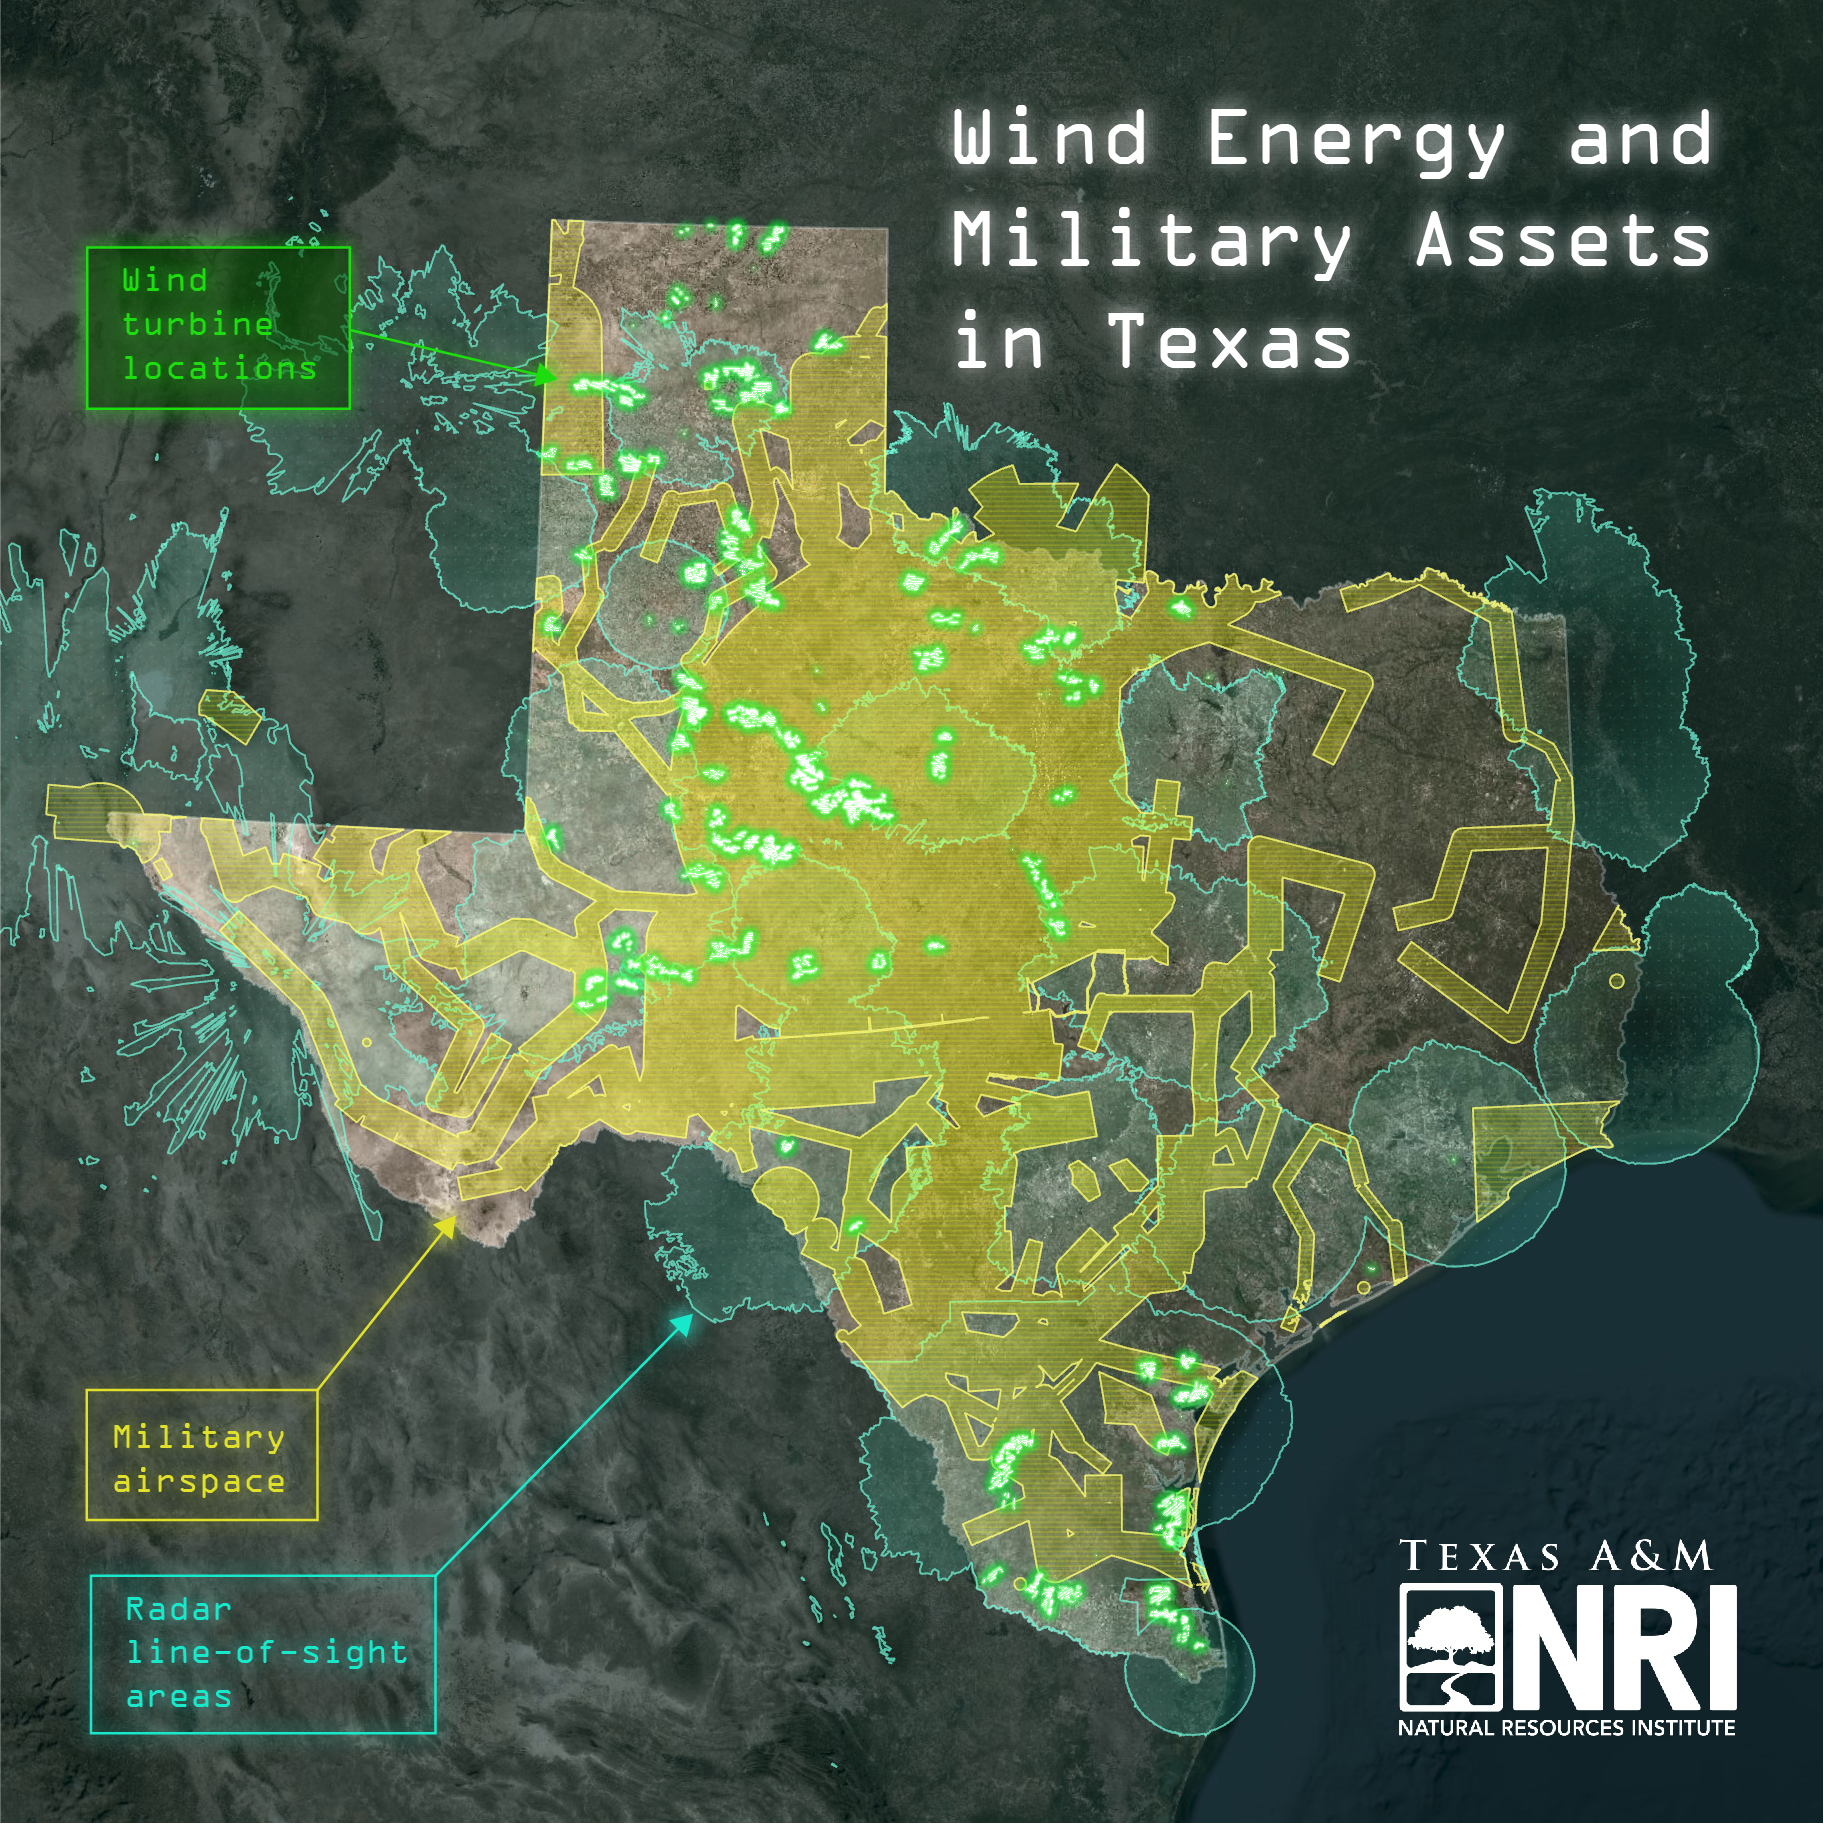 Wind Energy and
Military Assets
in Texas
Wind
turbine
locations
Military
airspace
Radar
line-of-sight
areas
TEXAS A&M
NRI
NATURAL RESOURCES INSTITUTE